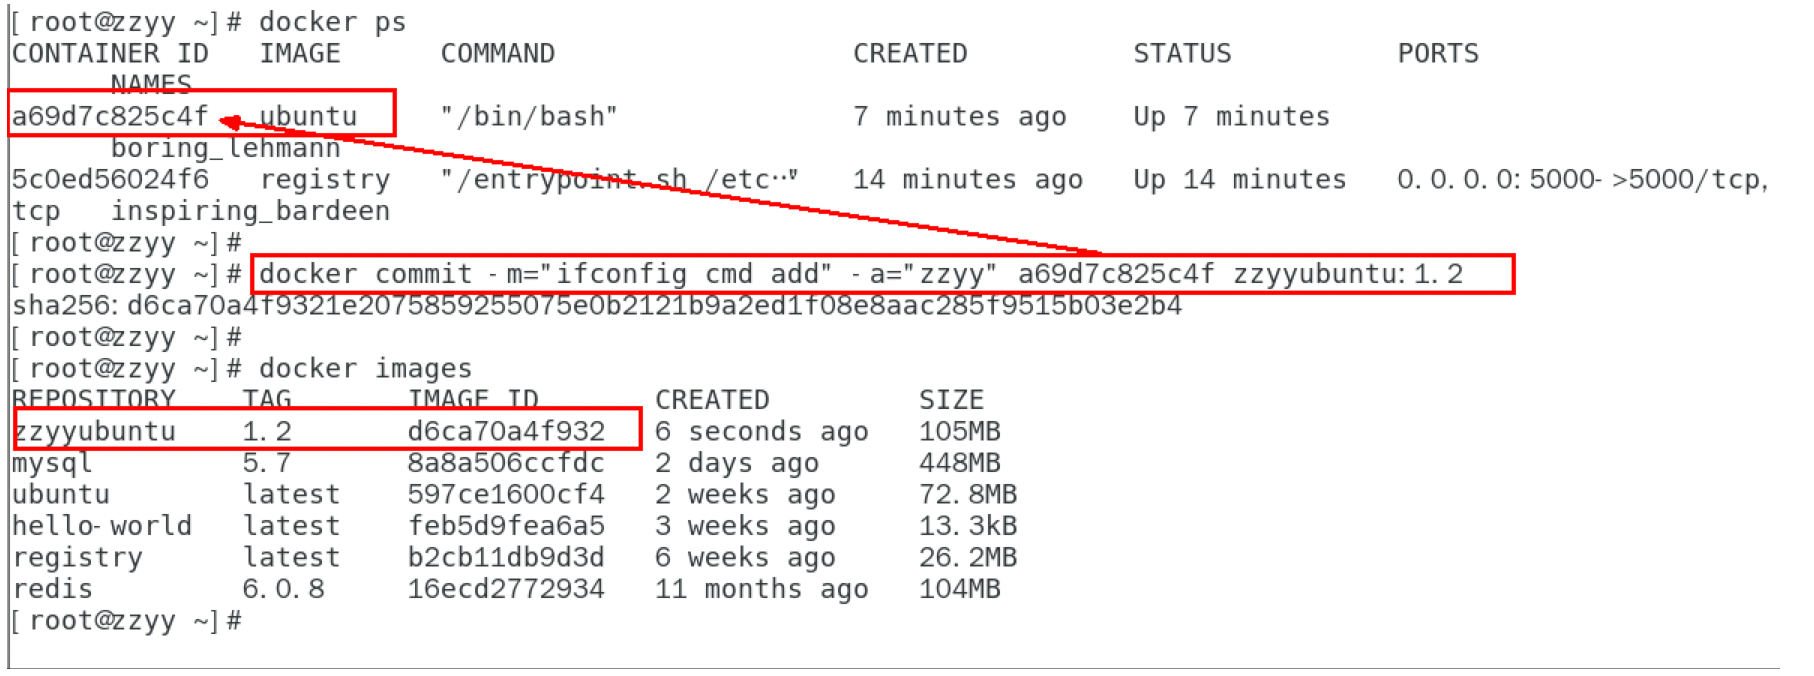 [root@zzyy ~]# docker ps
CONTAINER ID   IMAGE      COMMAND                  CREATED          STATUS          PORTS
      NAMES
a69d7c825c4f   ubuntu     "/bin/bash"              7 minutes ago    Up 7 minutes
      boring_lehmann
5c0ed56024f6   registry   "/entrypoint.sh /etc…"   14 minutes ago   Up 14 minutes   0.0.0.0:5000->5000/tcp,
tcp   inspiring_bardeen
[root@zzyy ~]#
[root@zzyy ~]# docker commit -m="ifconfig cmd add" -a="zzyy" a69d7c825c4f zzyyubuntu:1.2
sha256:d6ca70a4f9321e2075859255075e0b2121b9a2ed1f08e8aac285f9515b03e2b4
[root@zzyy ~]#
[root@zzyy ~]# docker images
REPOSITORY    TAG       IMAGE ID       CREATED         SIZE
zzyyubuntu    1.2       d6ca70a4f932   6 seconds ago   105MB
mysql         5.7       8a8a506ccfdc   2 days ago      448MB
ubuntu        latest    597ce1600cf4   2 weeks ago     72.8MB
hello-world   latest    feb5d9fea6a5   3 weeks ago     13.3kB
registry      latest    b2cb11db9d3d   6 weeks ago     26.2MB
redis         6.0.8     16ecd2772934   11 months ago   104MB
[root@zzyy ~]#